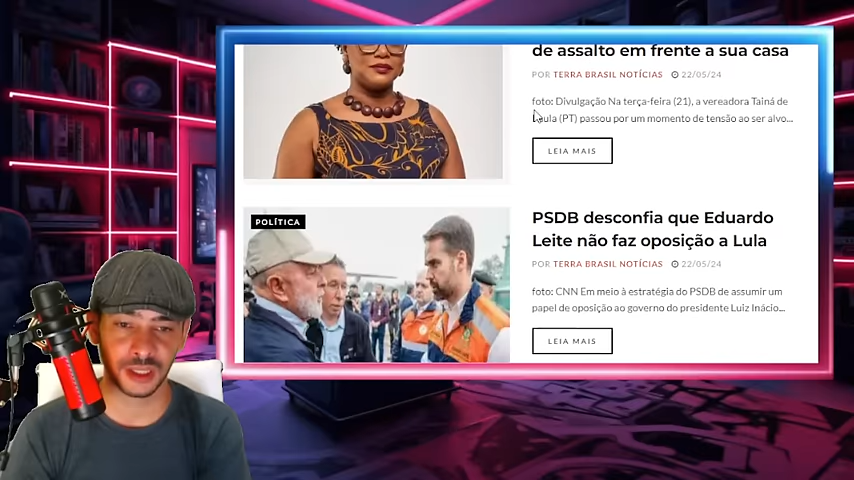 de assalto em frente a sua casa
POR TERRA BRASIL NOTÍCIAS 22/05/24
foto: Divulgação Na terça-feira (21), a vereadora Tainá de
Paula (PT) passou por um momento de tensão ao ser alvo...
LEIA MAIS
POLÍTICA
PSDB desconfia que Eduardo
Leite não faz oposição a Lula
POR TERRA BRASIL NOTÍCIAS 22/05/24
foto: CNN Em meio à estratégia do PSDB de assumir um
papel de oposição ao governo do presidente Luiz Inácio...
LEIA MAIS